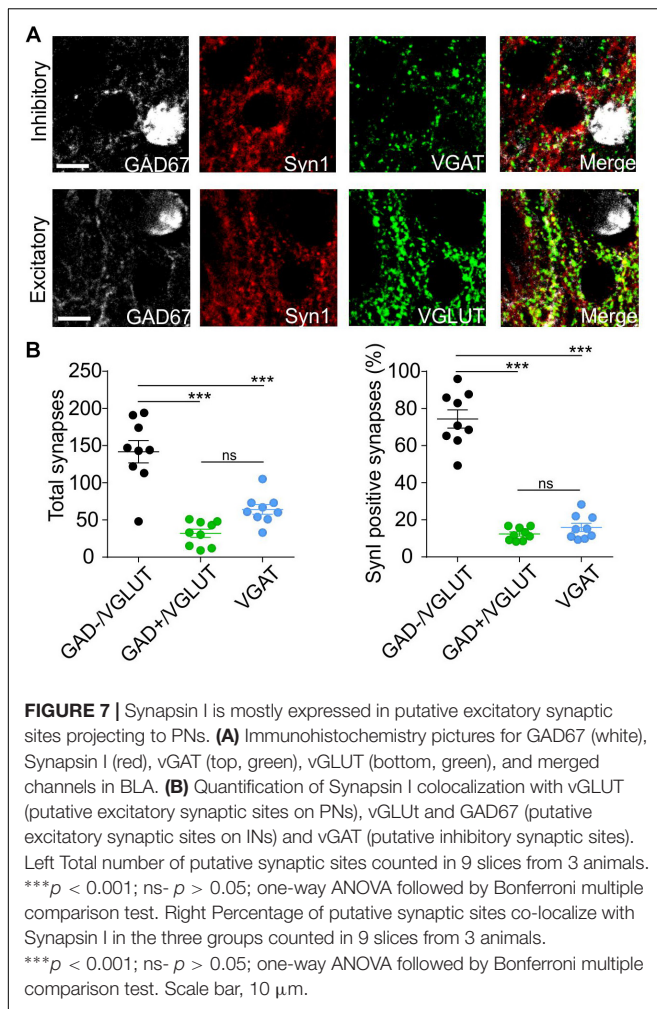 A
Inhibitory
GAD67 Syn1 VGAT Merge
Excitatory
GAD67 Syn1 VGLUT Merge
B
Total synapses
250
200
150
100
50
0
***
***
ns
GAD-/VGLUT
GAD+/VGLUT
VGAT
SynI positive synapses (%)
100
80
60
40
20
0
***
***
ns
GAD-/VGLUT
GAD+/VGLUT
VGAT
FIGURE 7 | Synapsin I is mostly expressed in putative excitatory synaptic
sites projecting to PNs. (A) Immunohistochemistry pictures for GAD67 (white),
Synapsin I (red), vGAT (top, green), vGLUT (bottom, green), and merged
channels in BLA. (B) Quantification of Synapsin I colocalization with vGLUT
(putative excitatory synaptic sites on PNs), vGLUt and GAD67 (putative
excitatory synaptic sites on INs) and vGAT (putative inhibitory synaptic sites).
Left Total number of putative synaptic sites counted in 9 slices from 3 animals.
***p < 0.001; ns- p > 0.05; one-way ANOVA followed by Bonferroni multiple
comparison test. Right Percentage of putative synaptic sites co-localize with
Synapsin I in the three groups counted in 9 slices from 3 animals.
***p < 0.001; ns- p > 0.05; one-way ANOVA followed by Bonferroni multiple
comparison test. Scale bar, 10 μm.